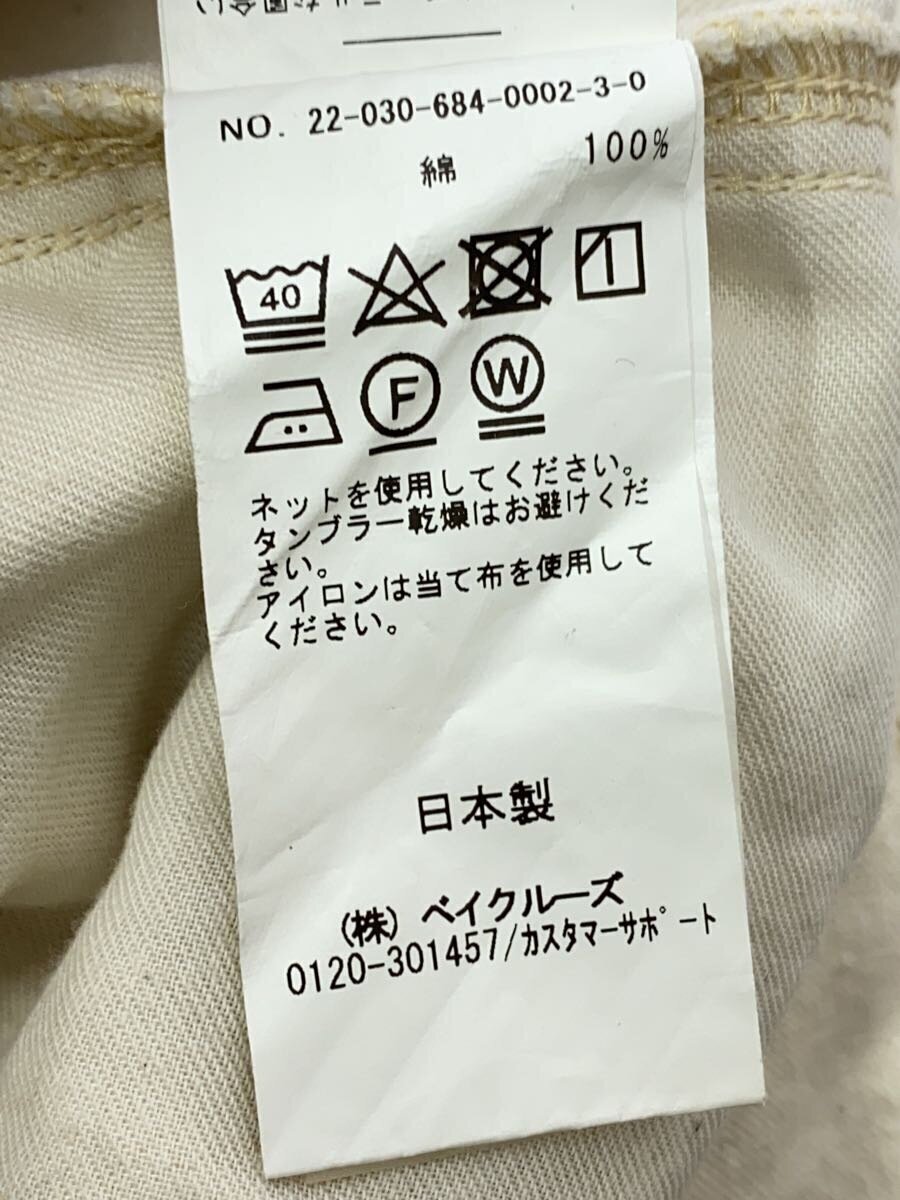 NO. 22-030-684-0002-3-0
綿 100%
40
F W
ネットを使用してください。
タンブラー乾燥はお避けくだ
さい。
アイロンは当て布を使用して
ください。
日本製
(株) ベイクルーズ
0120-301457/カスタマーサポート